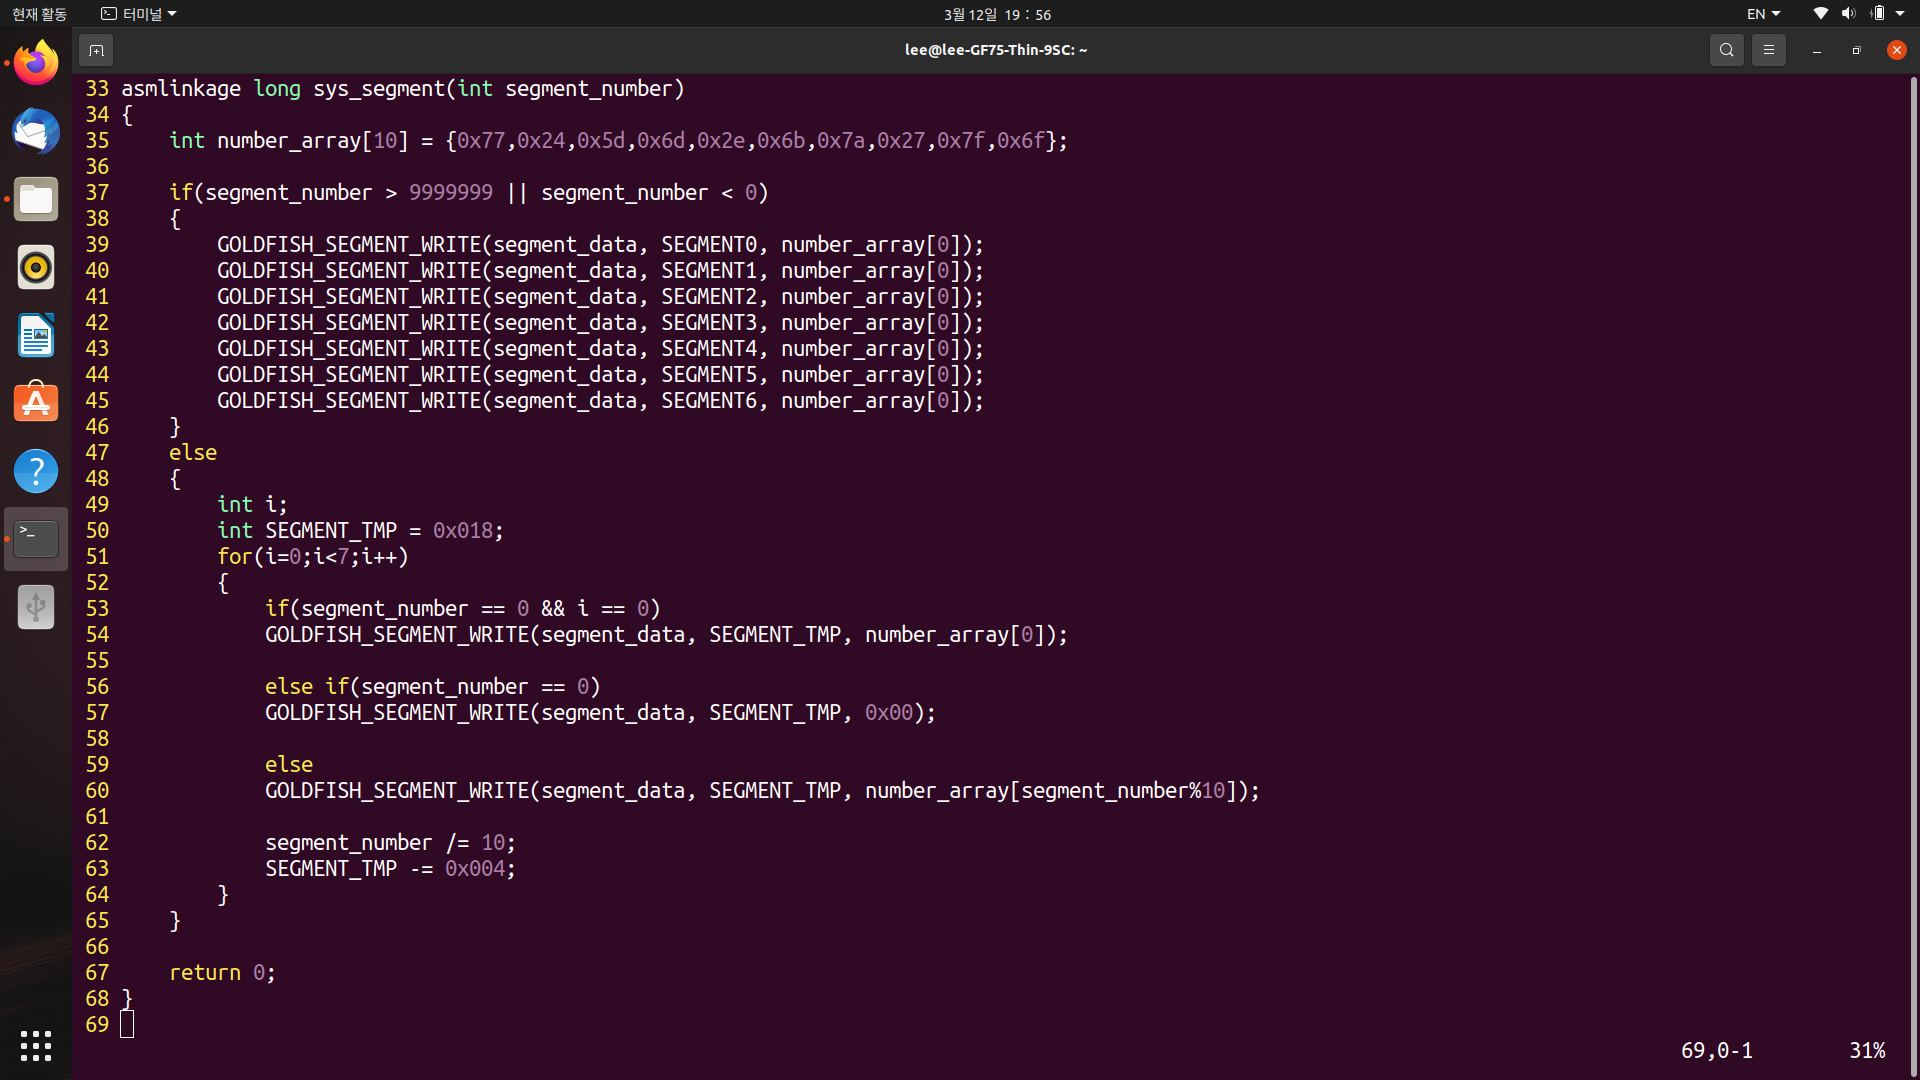 현재 활동 터미널 3월 12일 19 : 56 EN
lee@lee-GF75-Thin-9SC: ~
33 asmlinkage long sys_segment(int segment_number)
34 {
35     int number_array[10] = {0x77,0x24,0x5d,0x6d,0x2e,0x6b,0x7a,0x27,0x7f,0x6f};
36
37     if(segment_number > 9999999 || segment_number < 0)
38     {
39         GOLDFISH_SEGMENT_WRITE(segment_data, SEGMENT0, number_array[0]);
40         GOLDFISH_SEGMENT_WRITE(segment_data, SEGMENT1, number_array[0]);
41         GOLDFISH_SEGMENT_WRITE(segment_data, SEGMENT2, number_array[0]);
42         GOLDFISH_SEGMENT_WRITE(segment_data, SEGMENT3, number_array[0]);
43         GOLDFISH_SEGMENT_WRITE(segment_data, SEGMENT4, number_array[0]);
44         GOLDFISH_SEGMENT_WRITE(segment_data, SEGMENT5, number_array[0]);
45         GOLDFISH_SEGMENT_WRITE(segment_data, SEGMENT6, number_array[0]);
46     }
47     else
48     {
49         int i;
50         int SEGMENT_TMP = 0x018;
51         for(i=0;i<7;i++)
52         {
53             if(segment_number == 0 && i == 0)
54             GOLDFISH_SEGMENT_WRITE(segment_data, SEGMENT_TMP, number_array[0]);
55
56             else if(segment_number == 0)
57             GOLDFISH_SEGMENT_WRITE(segment_data, SEGMENT_TMP, 0x00);
58
59             else
60             GOLDFISH_SEGMENT_WRITE(segment_data, SEGMENT_TMP, number_array[segment_number%10]);
61
62             segment_number /= 10;
63             SEGMENT_TMP -= 0x004;
64         }
65     }
66
67     return 0;
68 }
69
69,0-1 31%